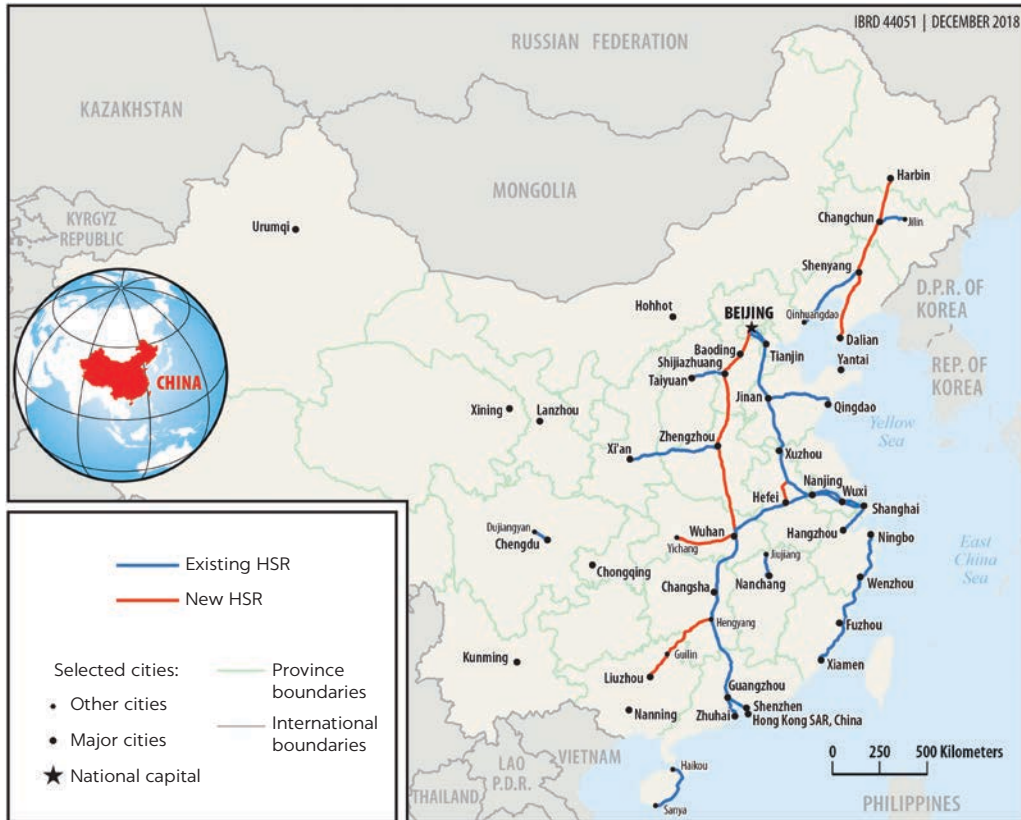 IBRD 44051 | DECEMBER 2018
RUSSIAN FEDERATION
KAZAKHSTAN
MONGOLIA
Harbin
Changchun
Jilin
Urumqi
KYRGYZ
REPUBLIC
Shenyang
D.P.R. OF
KOREA
Hohhot
Qinhuangdao
BEIJING
Dalian
Baoding
Tianjin
Yantai
REP. OF
KOREA
Shijiazhuang
Taiyuan
CHINA
Jinan
Qingdao
Xining
Lanzhou
Yellow
Sea
Zhengzhou
Xi'an
Xuzhou
Nanjing
Wuxi
Hefei
Shanghai
Dujiangyan
Chengdu
Wuhan
Hangzhou
Ningbo
Yichang
Jiujiang
East
China
Sea
Chongqing
Nanchang
Wenzhou
Changsha
Hengyang
Fuzhou
Kunming
Guilin
Xiamen
Liuzhou
Guangzhou
Shenzhen
Nanning
Zhuhai
Hong Kong SAR, China
VIETNAM
LAO
P.D.R.
Haikou
0 250 500 Kilometers
THAILAND
Sanya
PHILIPPINES
Existing HSR
New HSR
Selected cities:
Other cities
Major cities
National capital
Province
boundaries
International
boundaries